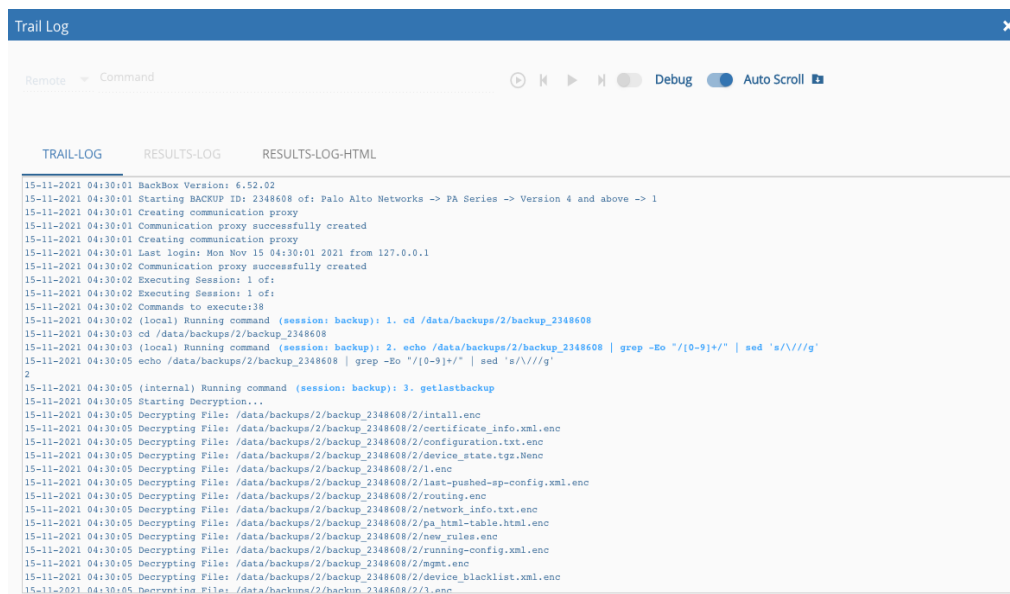 Trail Log
Remote Command
Debug Auto Scroll
TRAIL-LOG RESULTS-LOG RESULTS-LOG-HTML
15-11-2021 04:30:01 BackBox Version: 6.52.02
15-11-2021 04:30:01 Starting BACKUP ID: 2348608 of: Palo Alto Networks -> PA Series -> Version 4 and above -> 1
15-11-2021 04:30:01 Creating communication proxy
15-11-2021 04:30:01 Communication proxy successfully created
15-11-2021 04:30:01 Creating communication proxy
15-11-2021 04:30:01 Last login: Mon Nov 15 04:30:01 2021 from 127.0.0.1
15-11-2021 04:30:02 Communication proxy successfully created
15-11-2021 04:30:02 Executing Session: 1 of:
15-11-2021 04:30:02 Executing Session: 1 of:
15-11-2021 04:30:02 Commands to execute:38
15-11-2021 04:30:02 (local) Running command (session: backup): 1. cd /data/backups/2/backup_2348608
15-11-2021 04:30:03 cd /data/backups/2/backup_2348608
15-11-2021 04:30:03 (local) Running command (session: backup): 2. echo /data/backups/2/backup_2348608 | grep -Eo "/[0-9]+/" | sed 's/\///g'
15-11-2021 04:30:05 echo /data/backups/2/backup_2348608 | grep -Eo "/[0-9]+/" | sed 's/\///g'
2
15-11-2021 04:30:05 (internal) Running command (session: backup): 3. getlastbackup
15-11-2021 04:30:05 Starting Decryption...
15-11-2021 04:30:05 Decrypting File: /data/backups/2/backup_2348608/2/intall.enc
15-11-2021 04:30:05 Decrypting File: /data/backups/2/backup_2348608/2/certificate_info.xml.enc
15-11-2021 04:30:05 Decrypting File: /data/backups/2/backup_2348608/2/configuration.txt.enc
15-11-2021 04:30:05 Decrypting File: /data/backups/2/backup_2348608/2/device_state.tgz.Nenc
15-11-2021 04:30:05 Decrypting File: /data/backups/2/backup_2348608/2/1.enc
15-11-2021 04:30:05 Decrypting File: /data/backups/2/backup_2348608/2/last-pushed-sp-config.xml.enc
15-11-2021 04:30:05 Decrypting File: /data/backups/2/backup_2348608/2/routing.enc
15-11-2021 04:30:05 Decrypting File: /data/backups/2/backup_2348608/2/network_info.txt.enc
15-11-2021 04:30:05 Decrypting File: /data/backups/2/backup_2348608/2/pa_html-table.html.enc
15-11-2021 04:30:05 Decrypting File: /data/backups/2/backup_2348608/2/new_rules.enc
15-11-2021 04:30:05 Decrypting File: /data/backups/2/backup_2348608/2/running-config.xml.enc
15-11-2021 04:30:05 Decrypting File: /data/backups/2/backup_2348608/2/mgmt.enc
15-11-2021 04:30:05 Decrypting File: /data/backups/2/backup_2348608/2/device_blacklist.xml.enc
15-11-2021 04:30:05 Decrypting File: /data/backups/2/backup_2348608/2/3.enc